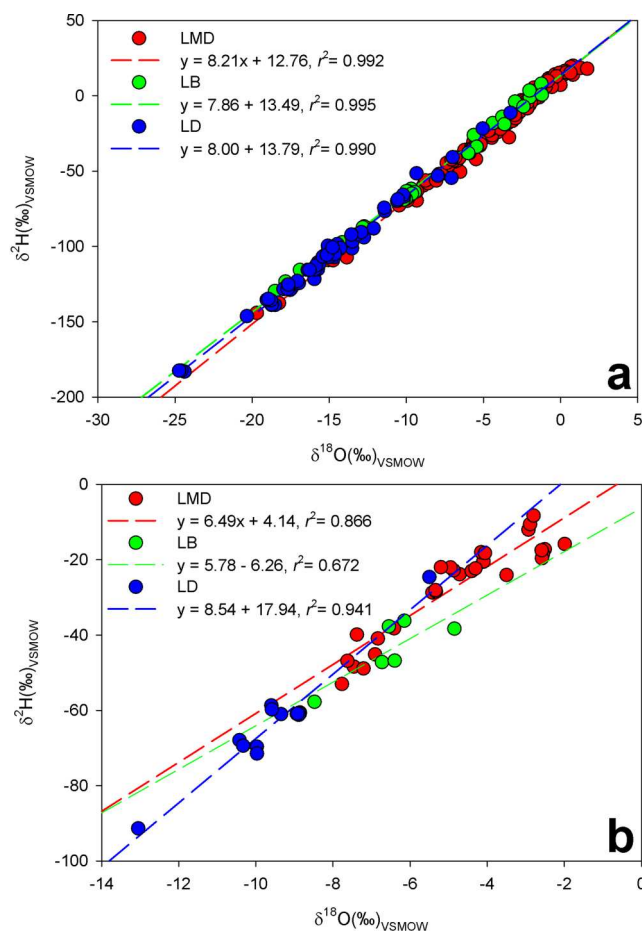 50
0
-50
-100
-150
-200
δ²H(‰)VSMOW
LMD
y = 8.21x + 12.76, r²= 0.992
LB
y = 7.86 + 13.49, r²= 0.995
LD
y = 8.00 + 13.79, r²= 0.990
a
-30 -25 -20 -15 -10 -5 0 5
δ¹⁸O(‰)VSMOW
0
-20
-40
-60
-80
-100
δ²H(‰)VSMOW
LMD
y = 6.49x + 4.14, r²= 0.866
LB
y = 5.78 - 6.26, r²= 0.672
LD
y = 8.54 + 17.94, r²= 0.941
b
-14 -12 -10 -8 -6 -4 -2 0
δ¹⁸O(‰)VSMOW